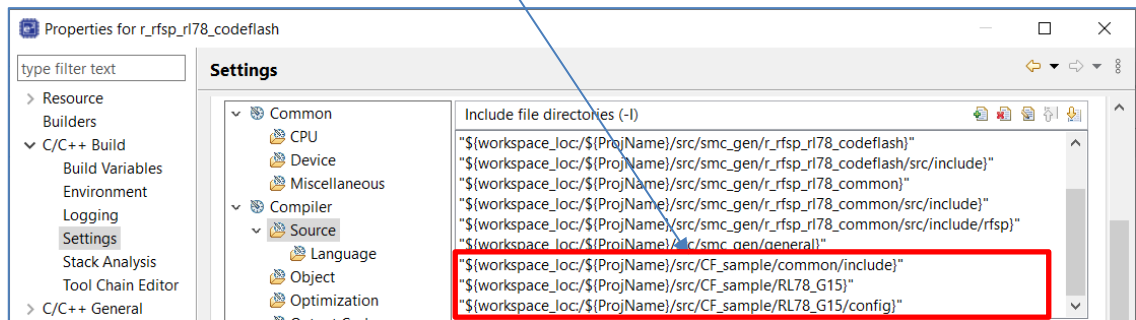 Properties for r_rfsp_rl78_codeflash
type filter text
Settings
Resource
Builders
C/C++ Build
Build Variables
Environment
Logging
Settings
Stack Analysis
Tool Chain Editor
C/C++ General
Common
CPU
Device
Miscellaneous
Compiler
Source
Language
Object
Optimization
Include file directories (-I)
"${workspace_loc:/${ProjName}/src/smc_gen/r_rfsp_rl78_codeflash}"
"${workspace_loc:/${ProjName}/src/smc_gen/r_rfsp_rl78_codeflash/src/include}"
"${workspace_loc:/${ProjName}/src/smc_gen/r_rfsp_rl78_common}"
"${workspace_loc:/${ProjName}/src/smc_gen/r_rfsp_rl78_common/src/include}"
"${workspace_loc:/${ProjName}/src/smc_gen/r_rfsp_rl78_common/src/include/rfsp}"
"${workspace_loc:/${ProjName}/src/smc_gen/general}"
"${workspace_loc:/${ProjName}/src/CF_sample/common/include}"
"${workspace_loc:/${ProjName}/src/CF_sample/RL78_G15}"
"${workspace_loc:/${ProjName}/src/CF_sample/RL78_G15/config}"